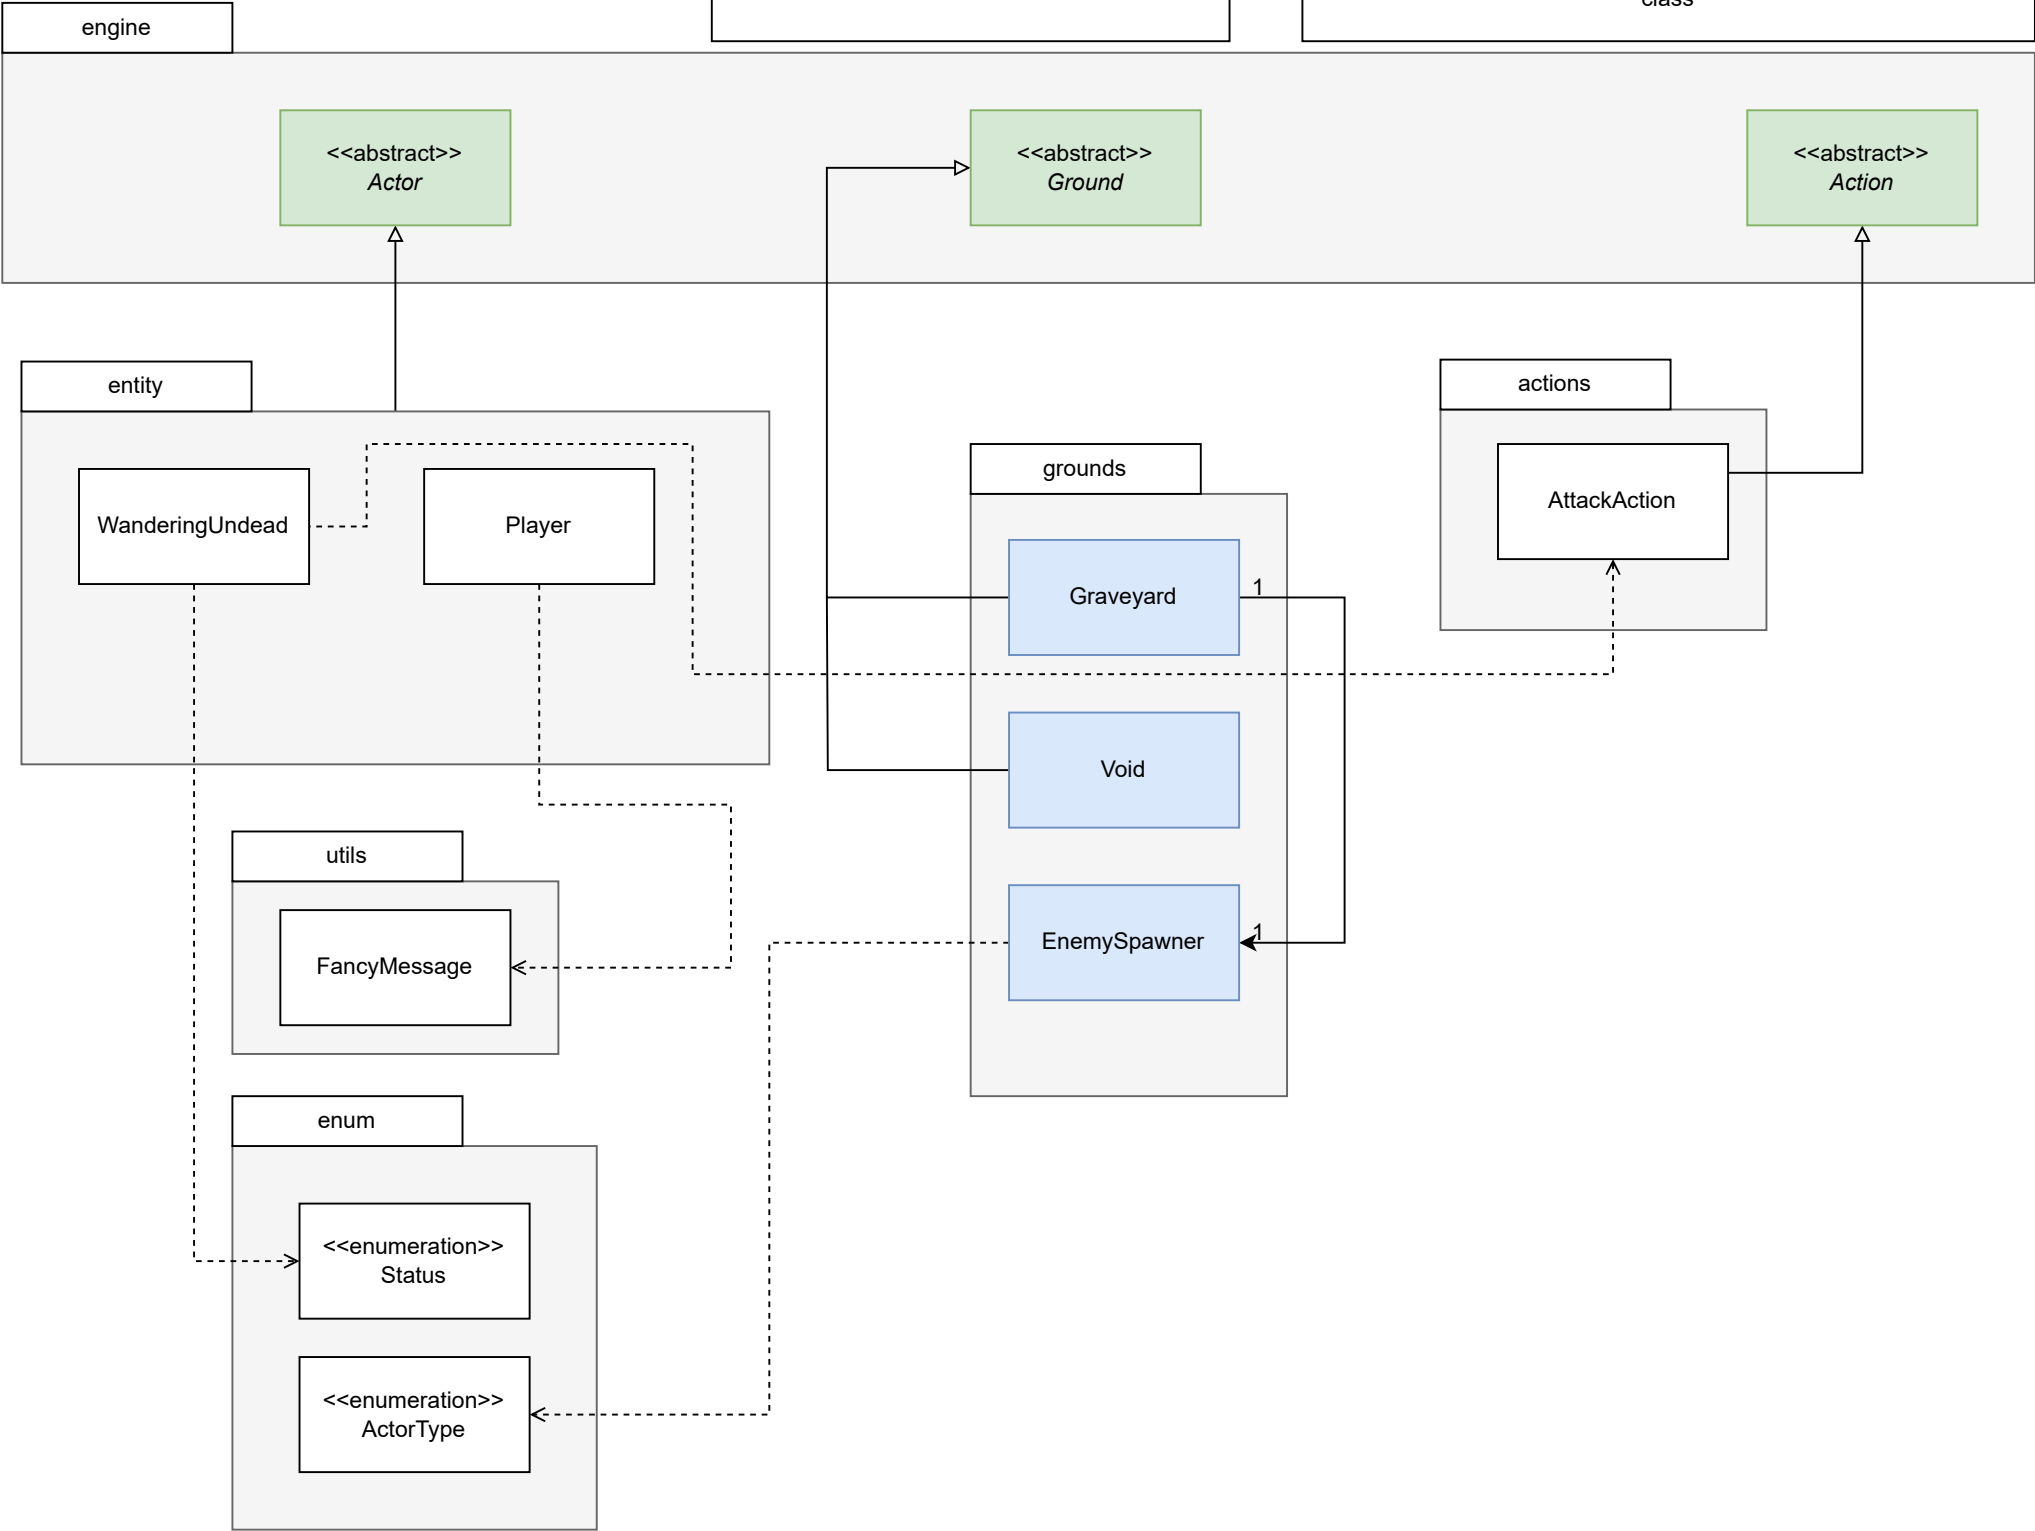 class
engine
<<abstract>>
Actor
<<abstract>>
Ground
<<abstract>>
Action
entity
actions
grounds
WanderingUndead
Player
AttackAction
Graveyard
1
Void
utils
FancyMessage
EnemySpawner
1
enum
<<enumeration>>
Status
<<enumeration>>
ActorType